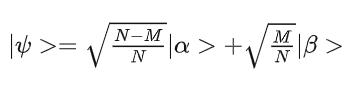 |ψ >= √((N−M)/N)|α > +√(M/N)|β >